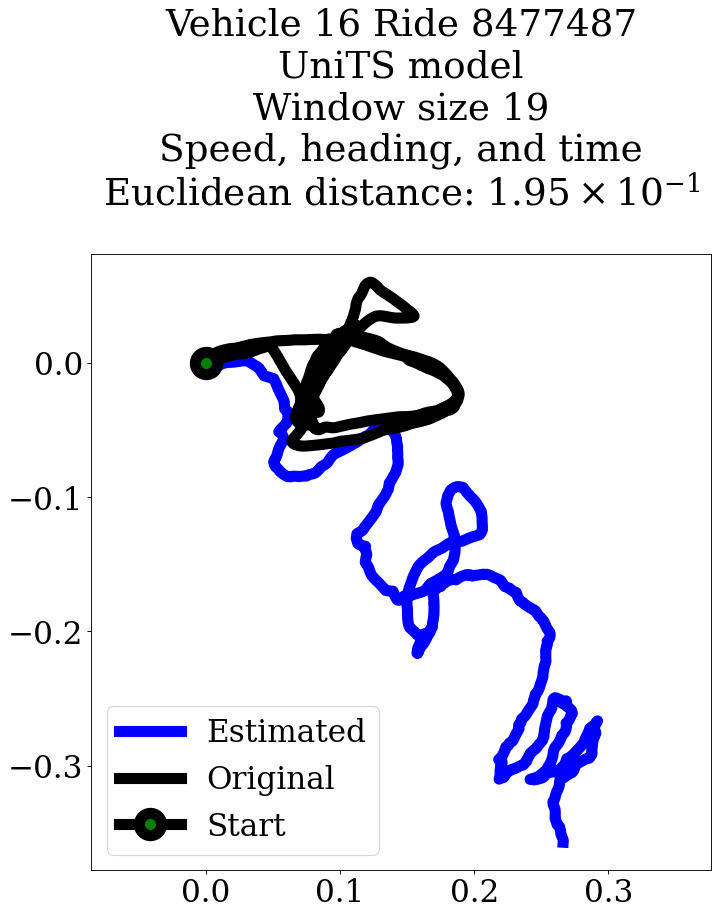 Vehicle 16 Ride 8477487
UniTS model
Window size 19
Speed, heading, and time
Euclidean distance: 1.95 × 10⁻¹
0.0
−0.1
−0.2
−0.3
Estimated
Original
Start
0.0 0.1 0.2 0.3